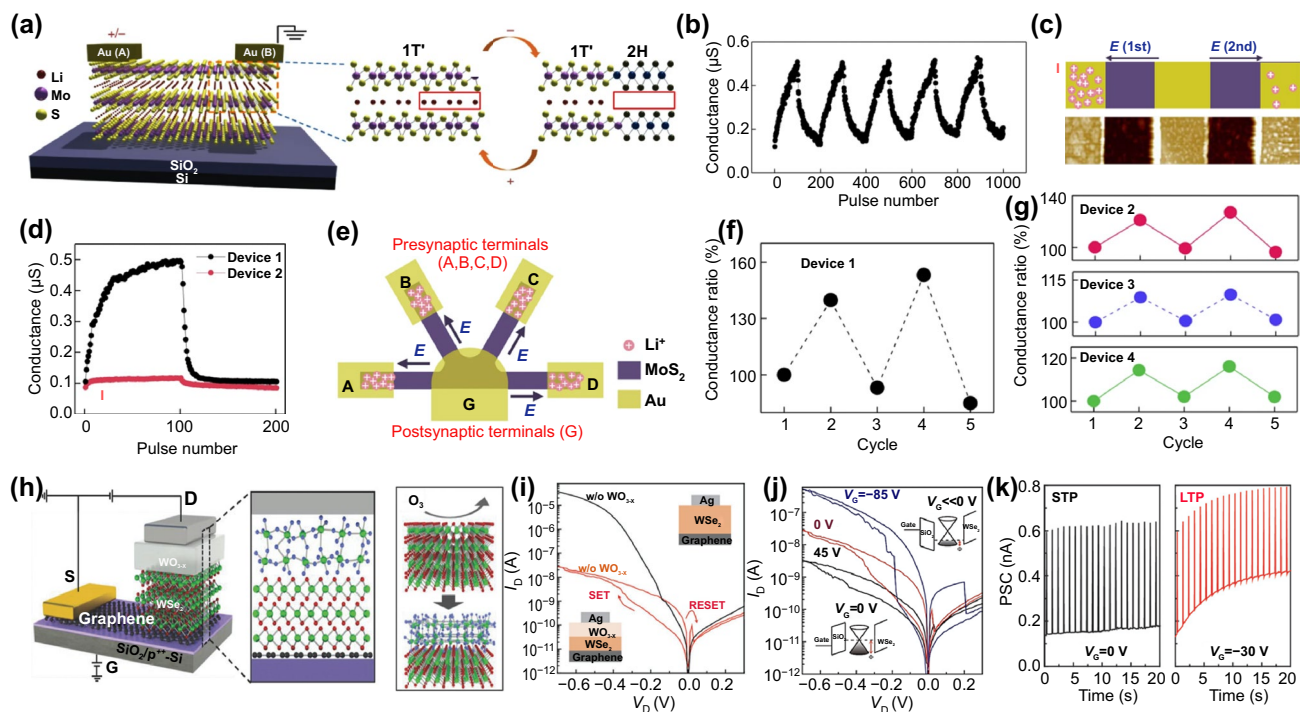 (a)
+/−
Au (A)
Au (B)
Li
Mo
S
SiO2
Si
1T'
−
1T'
2H
+
(b)
Conductance (μS)
0.6
0.4
0.2
0.0
0
200
400
600
800
1000
Pulse number
(c)
E (1st)
E (2nd)
I
(d)
Conductance (μS)
0.5
0.4
0.3
0.2
0.1
0.0
Device 1
Device 2
I
0
100
200
Pulse number
(e)
Presynaptic terminals
(A,B,C,D)
B
C
E
E
E
E
A
D
G
Postsynaptic terminals (G)
Li+
MoS2
Au
(f)
Conductance ratio (%)
160
130
100
Device 1
1
2
3
4
5
Cycle
(g)
Conductance ratio (%)
Device 2
140
100
Device 3
115
100
Device 4
120
100
1
2
3
4
5
Cycle
(h)
D
S
WO3-x
WSe2
Graphene
SiO2/p++-Si
G
O3
(i)
ID (A)
10−5
10−6
10−7
10−8
10−9
10−10
10−11
10−12
w/o WO3-x
w/o WO3-x
SET
RESET
Ag
WSe2
Graphene
Ag
WO3-x
WSe2
Graphene
−0.6
−0.4
−0.2
0.0
0.2
VD (V)
(j)
ID (A)
10−6
10−7
10−8
10−9
10−10
10−11
10−12
VG=−85 V
0 V
45 V
VG<<0 V
Gate
SiO2
WSe2
VG=0 V
Gate
SiO2
WSe2
−0.6
−0.4
−0.2
0.0
0.2
VD (V)
(k)
PSC (nA)
0.8
0.6
0.4
0.2
0.0
STP
VG=0 V
0
5
10
15
20
Time (s)
LTP
VG=−30 V
0
5
10
15
20
Time (s)